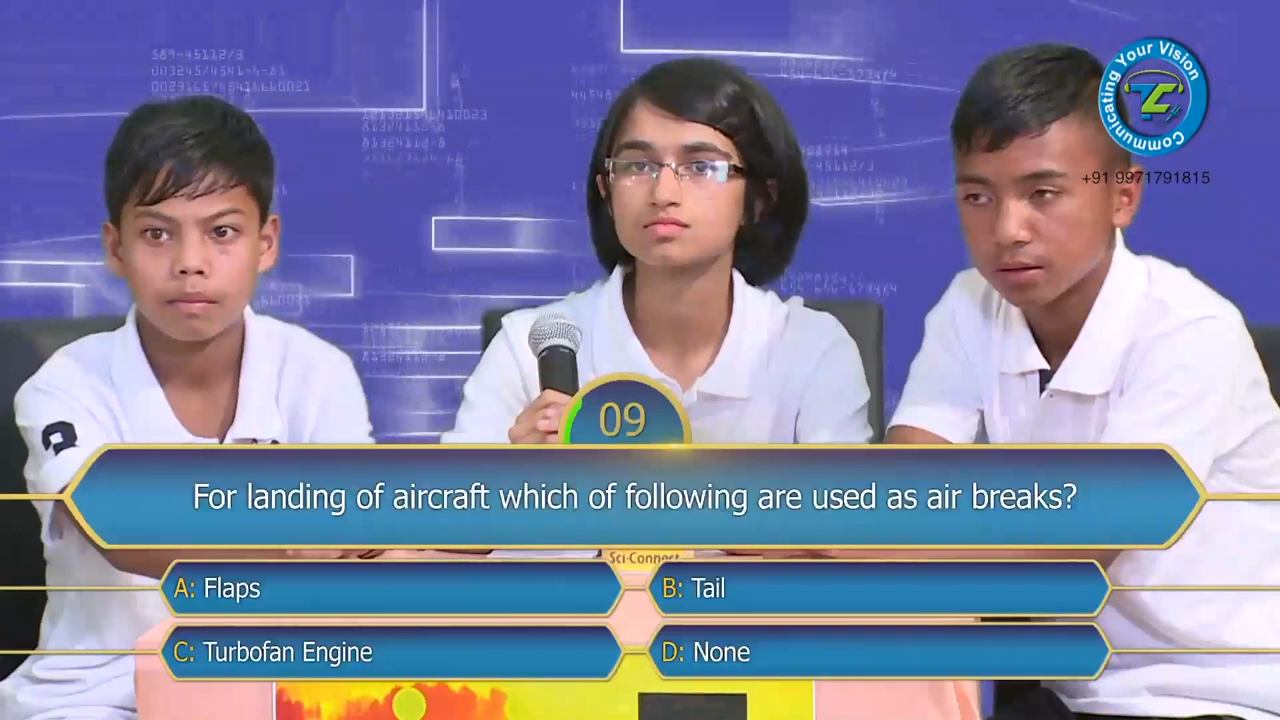 Communicating Your Vision
TC
+91 9971791815
09
For landing of aircraft which of following are used as air breaks?
Sci-Connect
A: Flaps
B: Tail
C: Turbofan Engine
D: None